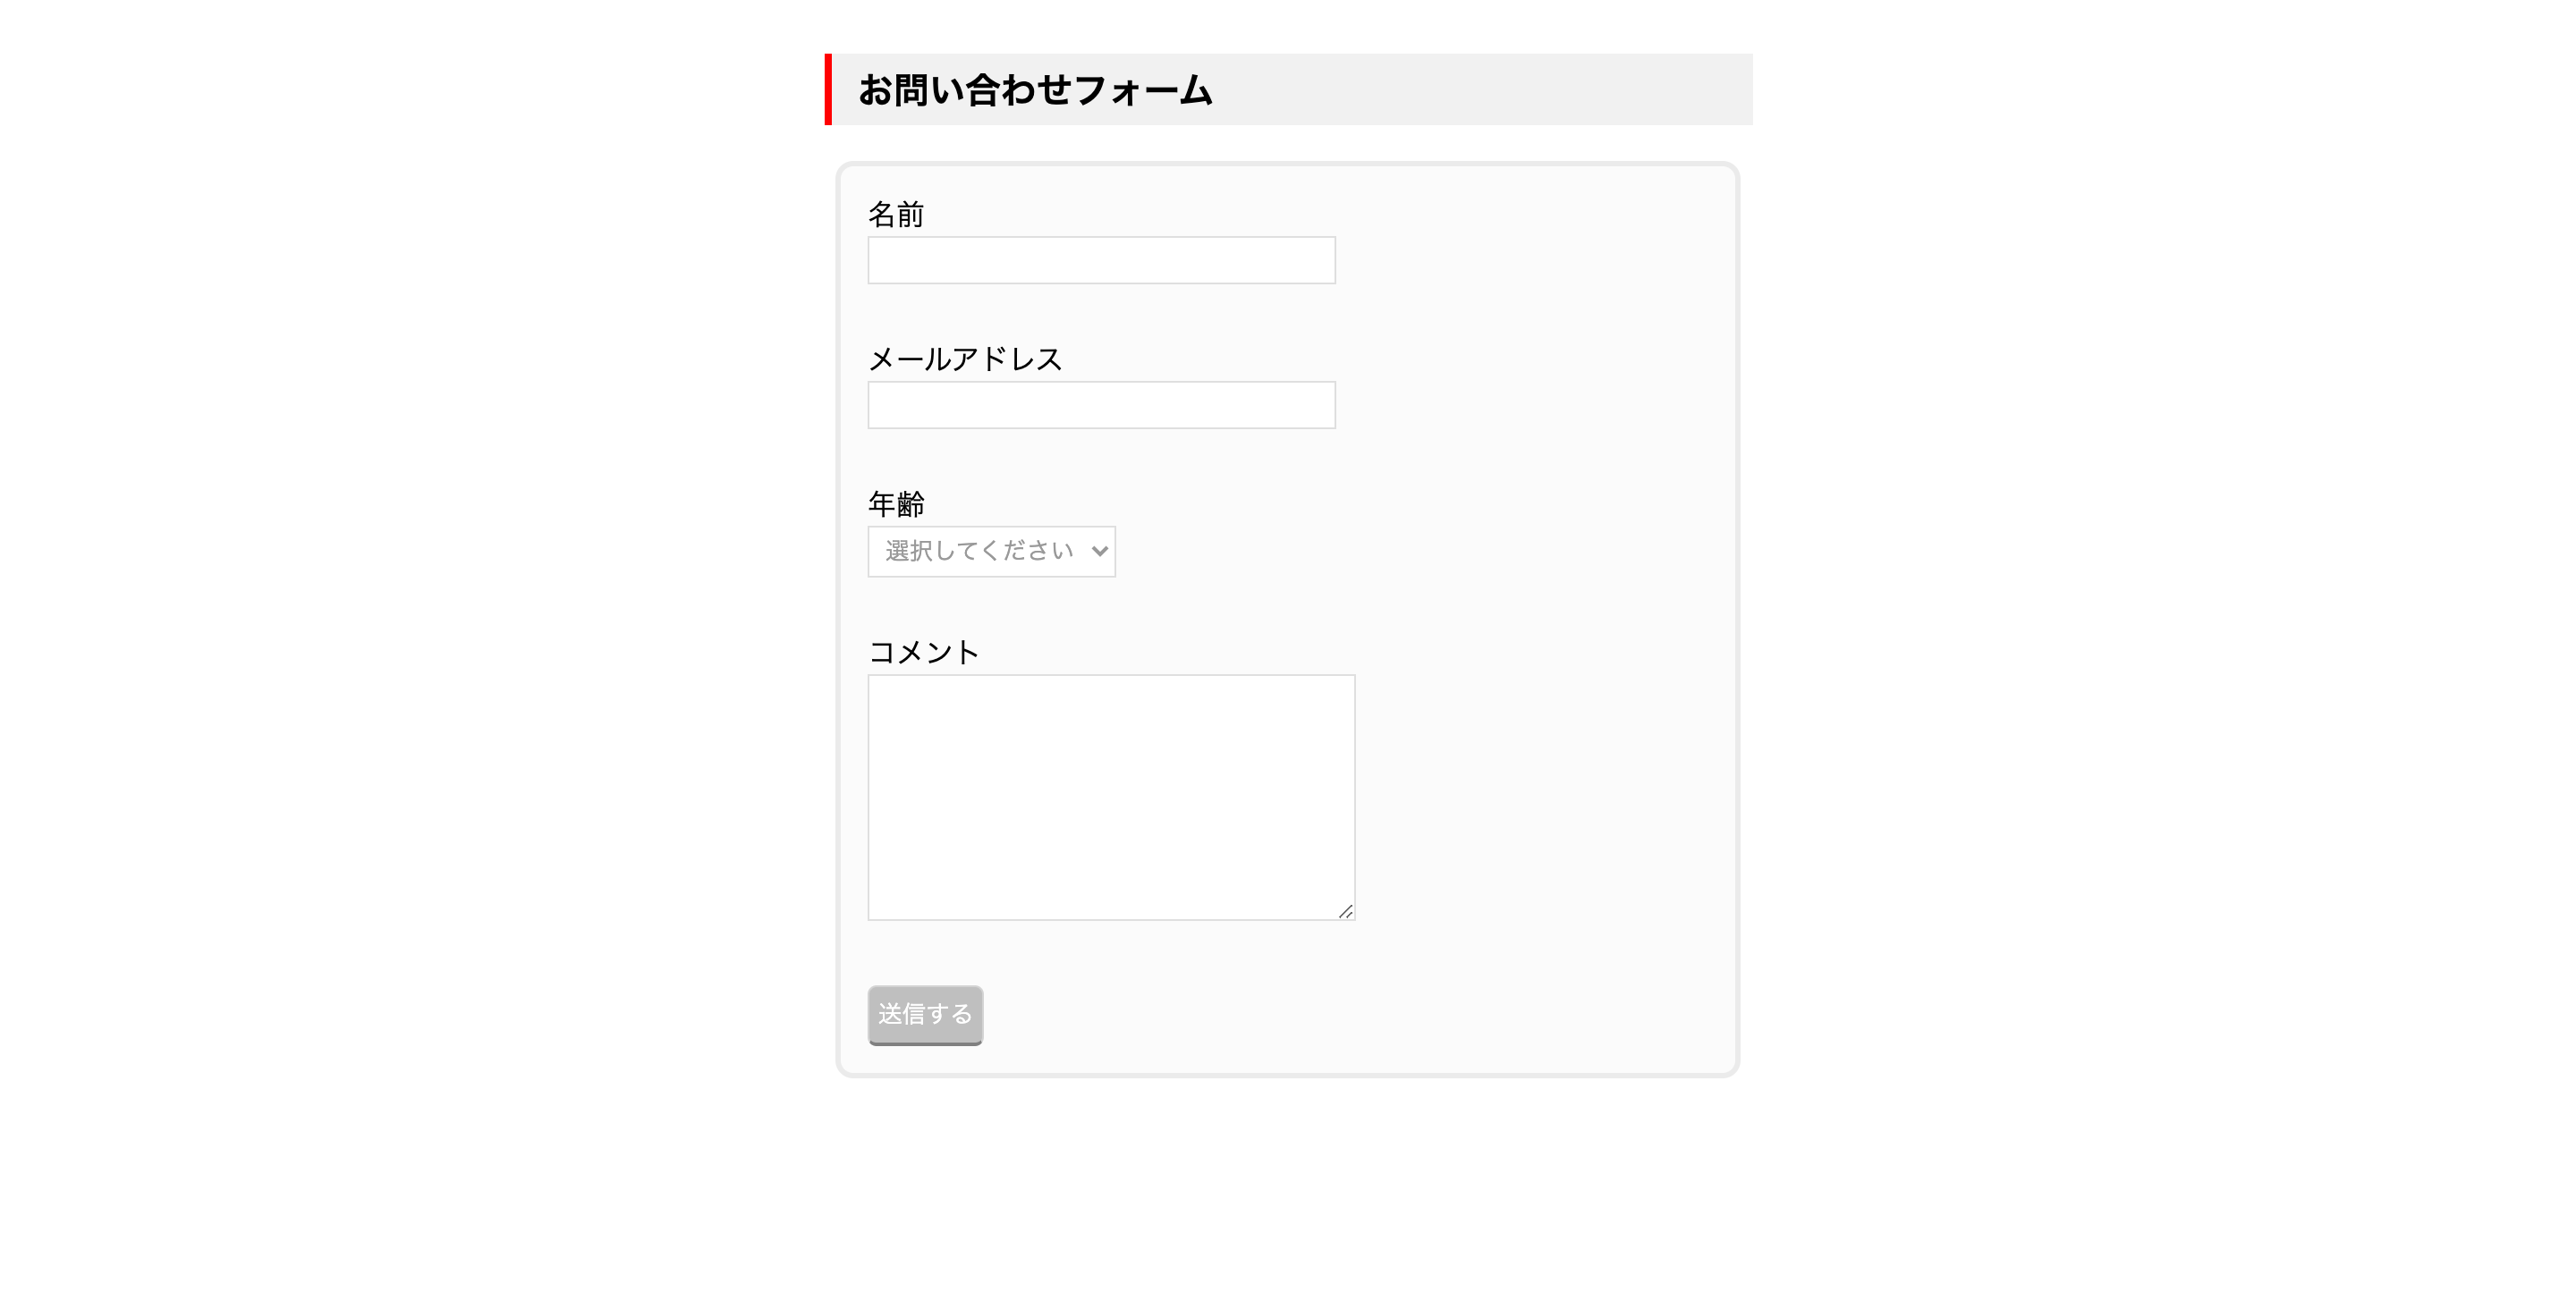 お問い合わせフォーム
名前
メールアドレス
年齢
選択してください
コメント
送信する